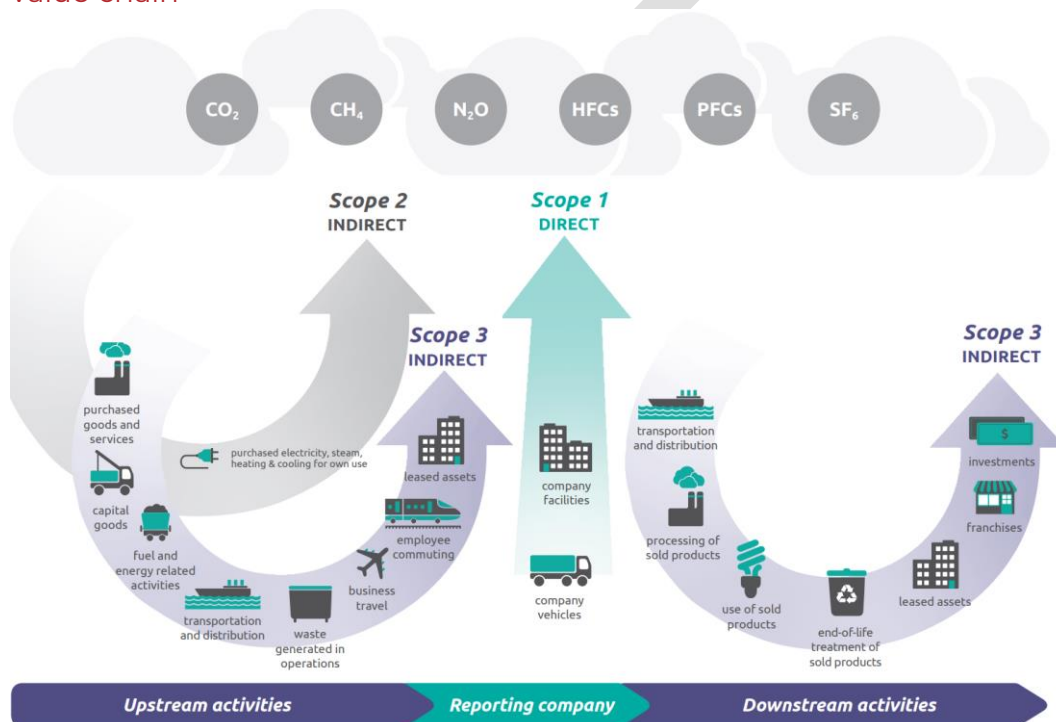 value chain
CO₂
CH₄
N₂O
HFCs
PFCs
SF₆
Scope 2
INDIRECT
Scope 1
DIRECT
Scope 3
INDIRECT
Scope 3
INDIRECT
purchased
goods and
services
capital
goods
fuel and
energy related
activities
purchased electricity, steam,
heating & cooling for own use
transportation
and distribution
waste
generated in
operations
business
travel
employee
commuting
leased assets
company
facilities
company
vehicles
transportation
and distribution
processing of
sold products
use of sold
products
end-of-life
treatment of
sold products
leased assets
franchises
$
investments
Upstream activities
Reporting company
Downstream activities